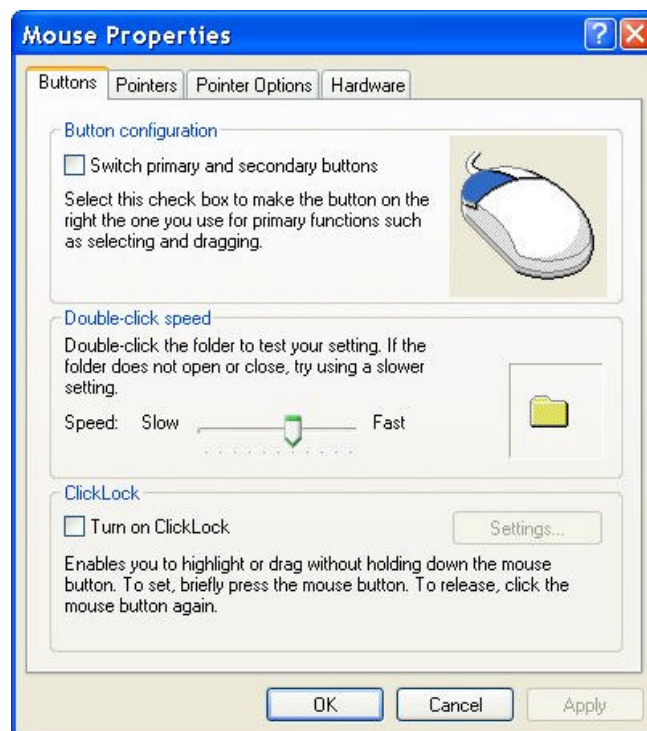 Mouse Properties
Buttons Pointers Pointer Options Hardware
Button configuration
Switch primary and secondary buttons
Select this check box to make the button on the
right the one you use for primary functions such
as selecting and dragging.
Double-click speed
Double-click the folder to test your setting. If the
folder does not open or close, try using a slower
setting.
Speed: Slow Fast
ClickLock
Turn on ClickLock Settings...
Enables you to highlight or drag without holding down the mouse
button. To set, briefly press the mouse button. To release, click the
mouse button again.
OK Cancel Apply